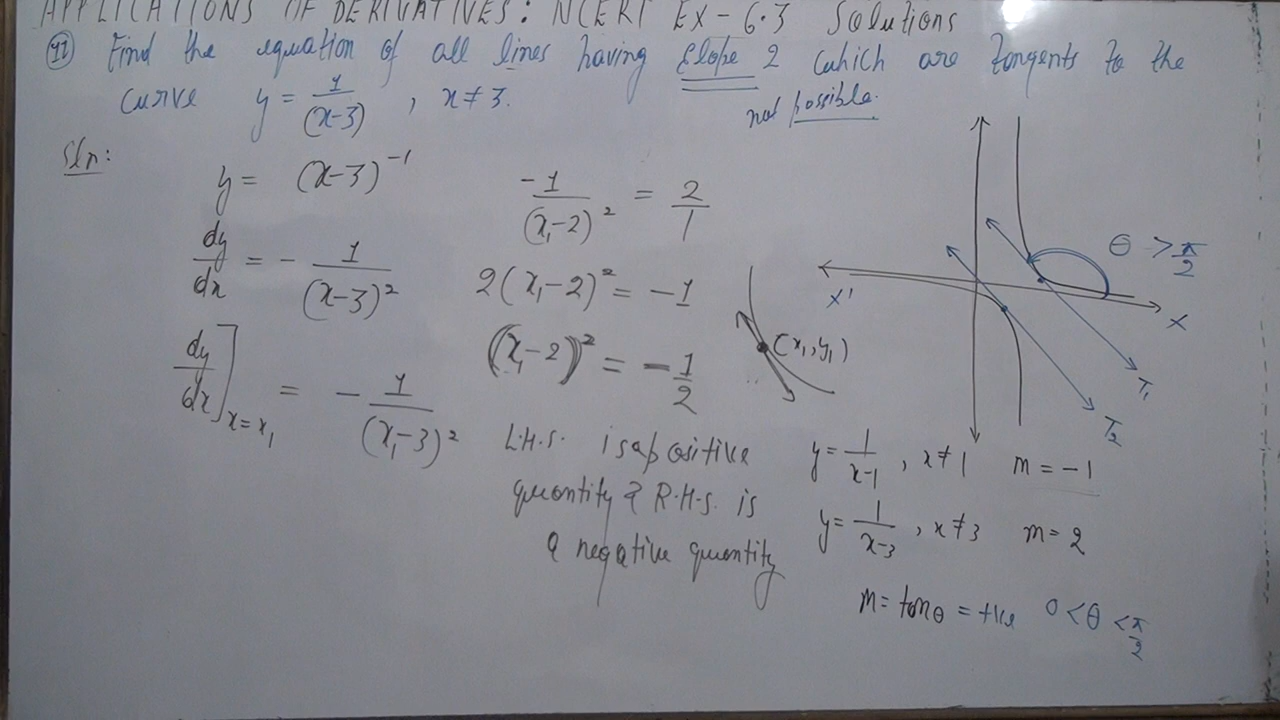 APPLICATIONS OF DERIVATIVES: NCERT EX-6.3 Solutions
Find the equation of all lines having slope 2 which are tangents to the
curve y = 1/(x-3) , x ≠ 3.
not possible.
Sln:
y = (x-3)^-1
dy/dx = - 1/(x-3)^2
dy/dx]x=x₁ = - 1/(x₁-3)^2
-1/(x₁-2)^2 = 2/1
2(x₁-2)^2 = -1
(x₁-2)^2 = -1/2
L.H.S. is a positive
quantity & R.H.S. is
a negative quantity
(x₁, y₁)
θ > π/2
X'
X
T₁
T₂
y = 1/(x-1) , x ≠ 1 m = -1
y = 1/(x-3) , x ≠ 3 m = 2
m = tanθ = +ve 0 < θ < π/2